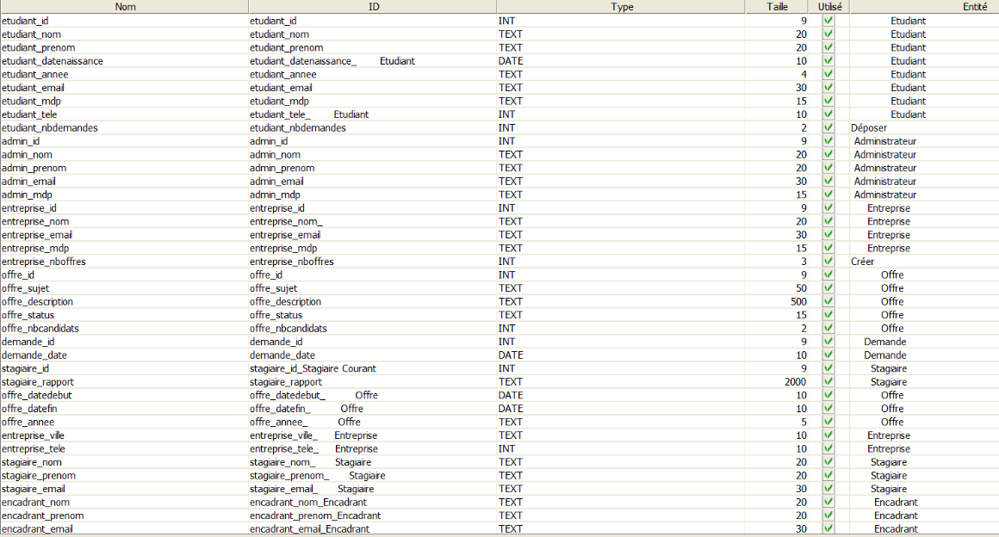 Nom ID Type Taile Utilisé Entité
etudiant_id etudiant_id INT 9 Etudiant
etudiant_nom etudiant_nom TEXT 20 Etudiant
etudiant_prenom etudiant_prenom TEXT 20 Etudiant
etudiant_datenaissance etudiant_datenaissance_ Etudiant DATE 10 Etudiant
etudiant_annee etudiant_annee TEXT 4 Etudiant
etudiant_email etudiant_email TEXT 30 Etudiant
etudiant_mdp etudiant_mdp TEXT 15 Etudiant
etudiant_tele etudiant_tele_ Etudiant INT 10 Etudiant
etudiant_nbdemandes etudiant_nbdemandes INT 2 Déposer
admin_id admin_id INT 9 Administrateur
admin_nom admin_nom TEXT 20 Administrateur
admin_prenom admin_prenom TEXT 20 Administrateur
admin_email admin_email TEXT 30 Administrateur
admin_mdp admin_mdp TEXT 15 Administrateur
entreprise_id entreprise_id INT 9 Entreprise
entreprise_nom entreprise_nom_ TEXT 20 Entreprise
entreprise_email entreprise_email TEXT 30 Entreprise
entreprise_mdp entreprise_mdp TEXT 15 Entreprise
entreprise_nboffres entreprise_nboffres INT 3 Créer
offre_id offre_id INT 9 Offre
offre_sujet offre_sujet TEXT 50 Offre
offre_description offre_description TEXT 500 Offre
offre_status offre_status TEXT 15 Offre
offre_nbcandidats offre_nbcandidats INT 2 Offre
demande_id demande_id INT 9 Demande
demande_date demande_date DATE 10 Demande
stagiaire_id stagiaire_id_Stagiaire Courant INT 9 Stagiaire
stagiaire_rapport stagiaire_rapport TEXT 2000 Stagiaire
offre_datedebut offre_datedebut_ Offre DATE 10 Offre
offre_datefin offre_datefin_ Offre DATE 10 Offre
offre_annee offre_annee_ Offre TEXT 5 Offre
entreprise_ville entreprise_ville_ Entreprise TEXT 10 Entreprise
entreprise_tele entreprise_tele_ Entreprise INT 10 Entreprise
stagiaire_nom stagiaire_nom_ Stagiaire TEXT 20 Stagiaire
stagiaire_prenom stagiaire_prenom_ Stagiaire TEXT 20 Stagiaire
stagiaire_email stagiaire_email_ Stagiaire TEXT 30 Stagiaire
encadrant_nom encadrant_nom_Encadrant TEXT 20 Encadrant
encadrant_prenom encadrant_prenom_Encadrant TEXT 20 Encadrant
encadrant_email encadrant_email_Encadrant TEXT 30 Encadrant